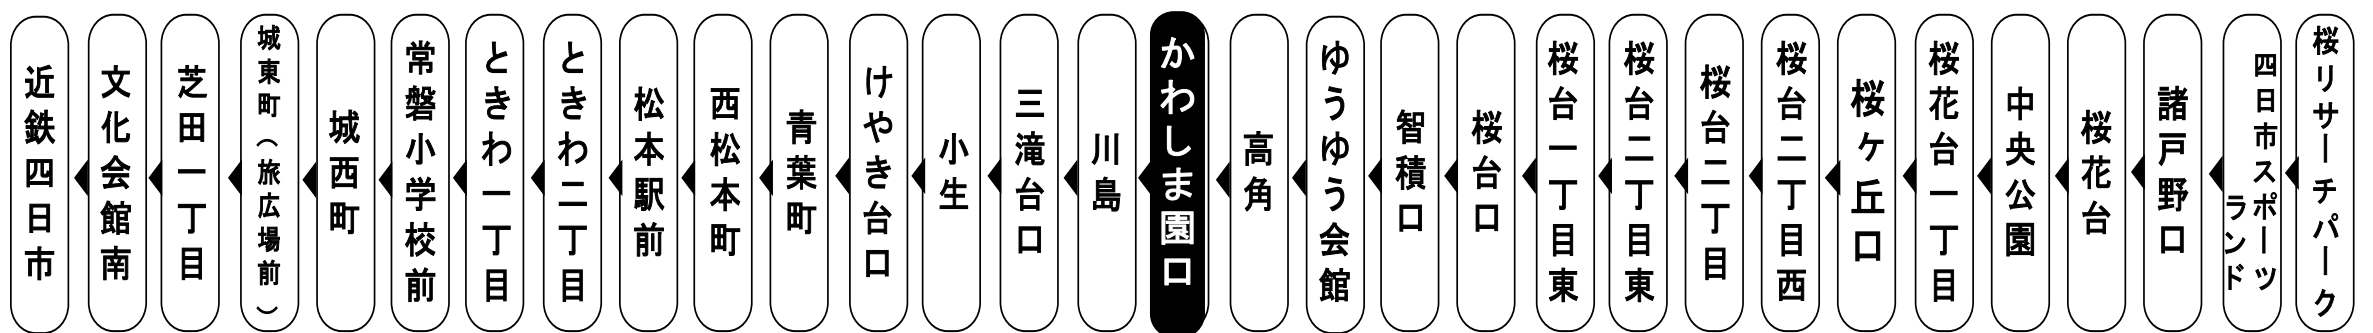 近鉄四日市
文化会館南
芝田一丁目
城東町（旅広場前）
城西町
常磐小学校前
ときわ一丁目
ときわ二丁目
松本駅前
西松本町
青葉町
けやき台口
小生
三滝台口
川島
かわしま園口
高角
ゆうゆう会館
智積口
桜台口
桜台一丁目東
桜台二丁目東
桜台二丁目
桜台二丁目西
桜ヶ丘口
桜花台一丁目
中央公園
桜花台
諸戸野口
四日市スポーツ
ランド
桜リサーチパーク